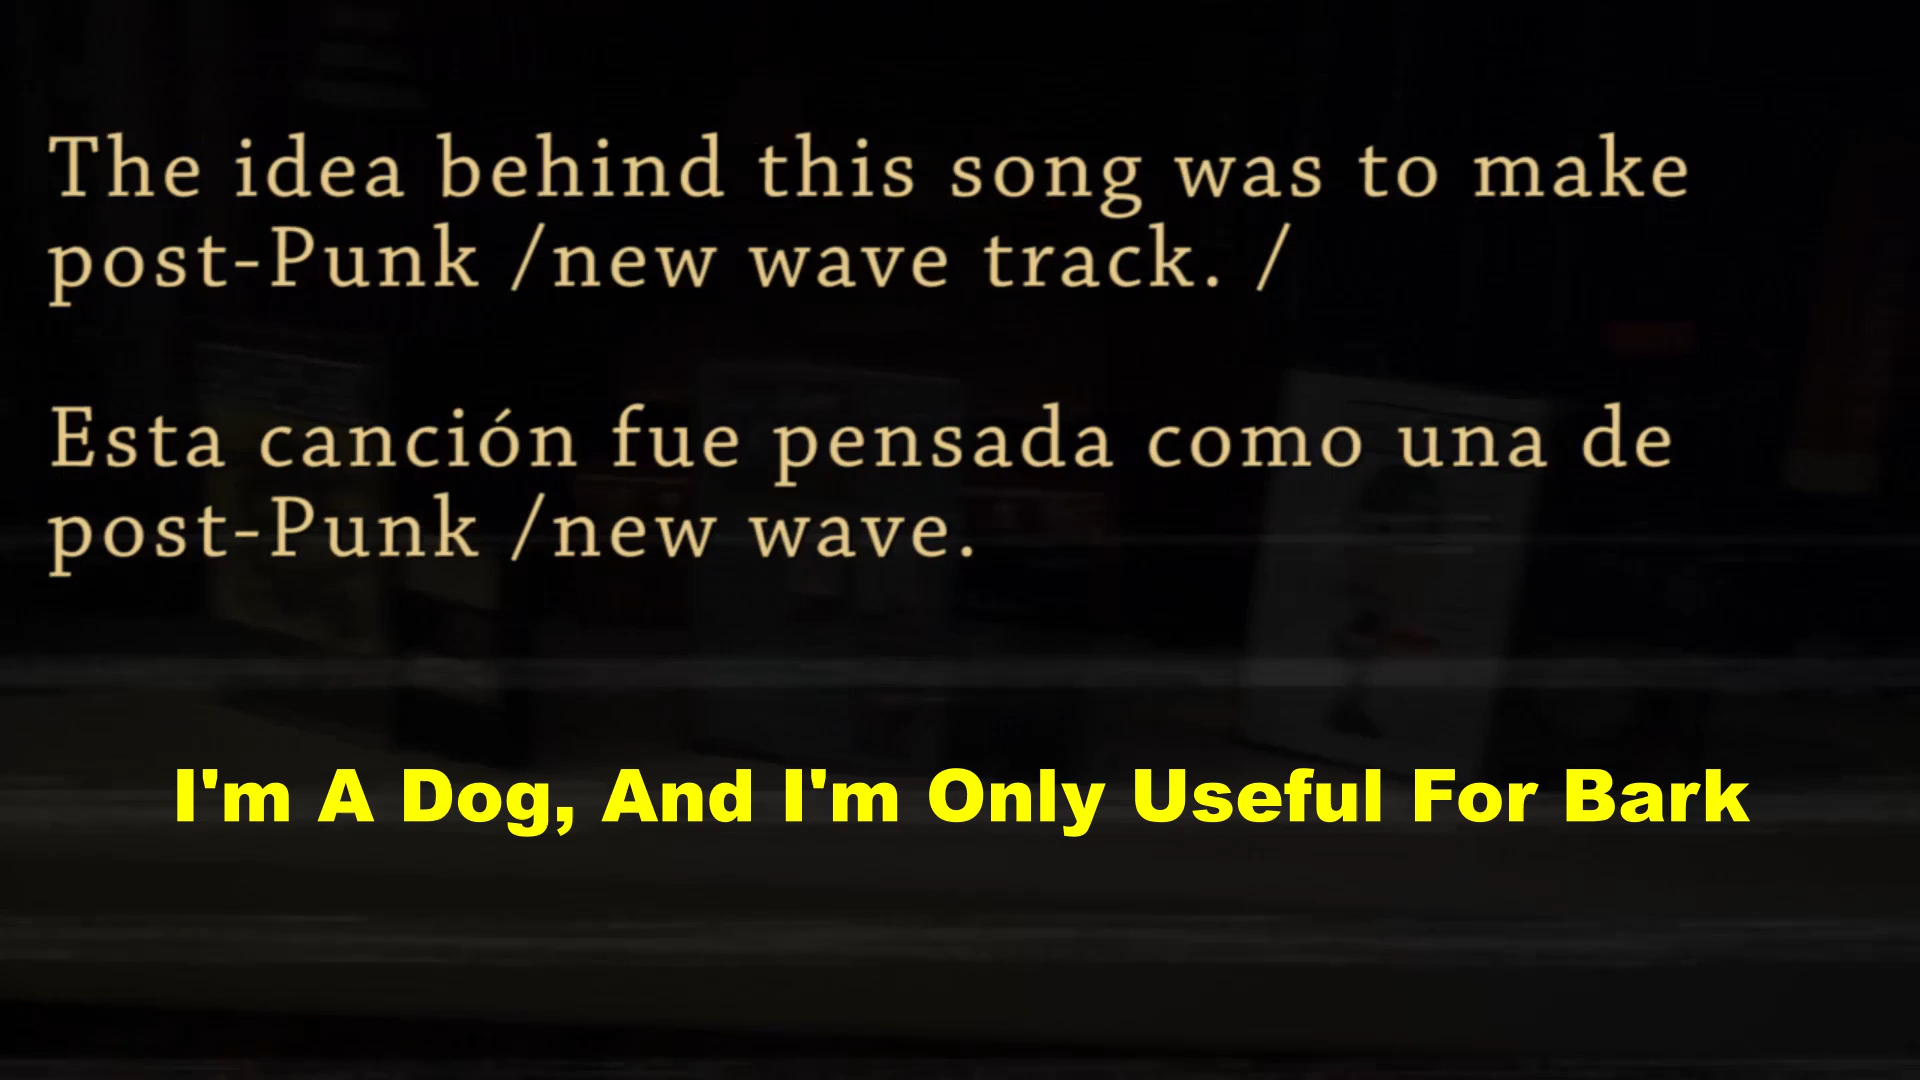 The idea behind this song was to make
post-Punk /new wave track. /
Esta canción fue pensada como una de
post-Punk /new wave.
I'm A Dog, And I'm Only Useful For Bark